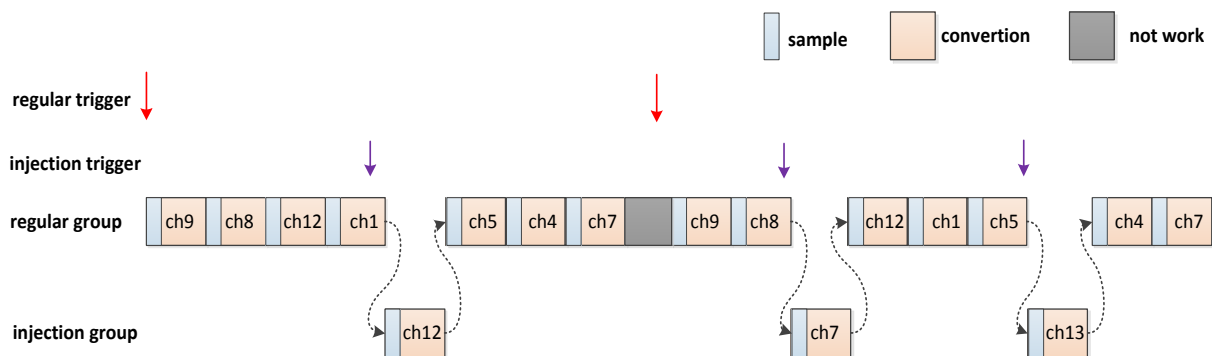 sample convertion not work
regular trigger
injection trigger
regular group ch9 ch8 ch12 ch1 ch5 ch4 ch7 ch9 ch8 ch12 ch1 ch5 ch4 ch7
injection group ch12 ch7 ch13